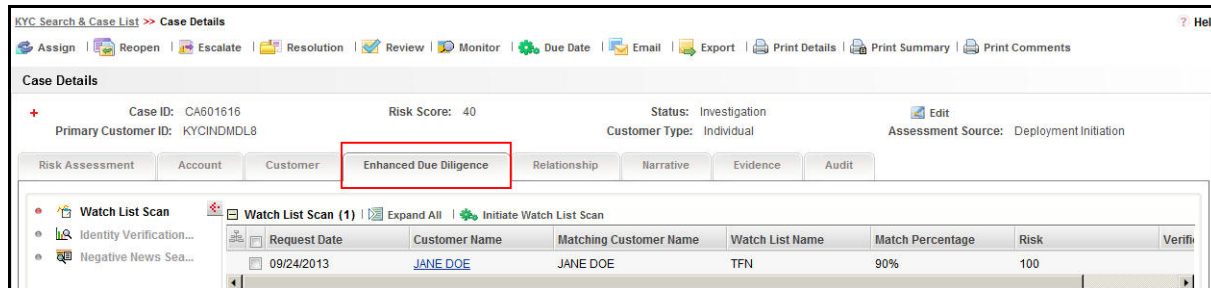 KYC Search & Case List >> Case Details ? Hel
Assign | Reopen | Escalate | Resolution | Review | Monitor | Due Date | Email | Export | Print Details | Print Summary | Print Comments
Case Details
+ Case ID: CA601616 Risk Score: 40 Status: Investigation Edit
Primary Customer ID: KYCINDMDL8 Customer Type: Individual Assessment Source: Deployment Initiation
Risk Assessment Account Customer Enhanced Due Diligence Relationship Narrative Evidence Audit
Watch List Scan Watch List Scan (1) | Expand All | Initiate Watch List Scan
Identity Verification... Request Date Customer Name Matching Customer Name Watch List Name Match Percentage Risk Verifi
Negative News Sea... 09/24/2013 JANE DOE JANE DOE TFN 90% 100